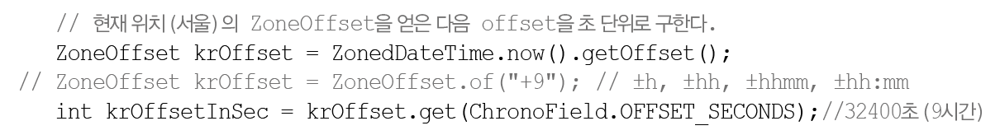 // 현재 위치(서울)의 ZoneOffset을 얻은 다음 offset을 초 단위로 구한다.
ZoneOffset krOffset = ZonedDateTime.now().getOffset();
// ZoneOffset krOffset = ZoneOffset.of("+9"); // ±h, ±hh, ±hhmm, ±hh:mm
int krOffsetInSec = krOffset.get(ChronoField.OFFSET_SECONDS);//32400초(9시간)